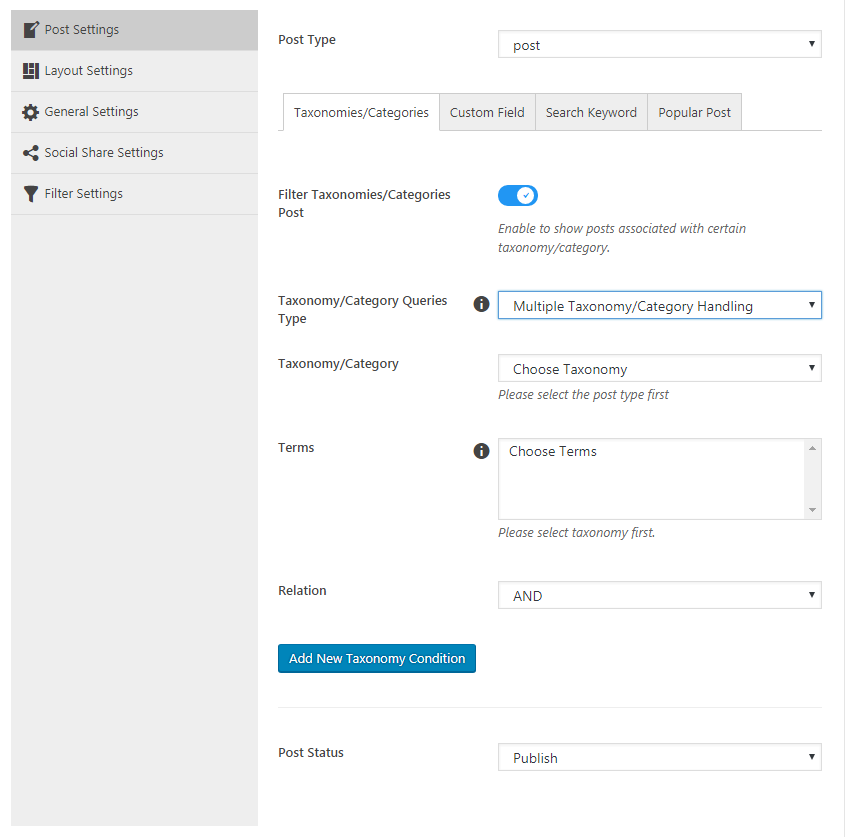 Post Settings
Layout Settings
General Settings
Social Share Settings
Filter Settings
Post Type
post
Taxonomies/Categories
Custom Field
Search Keyword
Popular Post
Filter Taxonomies/Categories
Post
Enable to show posts associated with certain
taxonomy/category.
Taxonomy/Category Queries
Type
Multiple Taxonomy/Category Handling
Taxonomy/Category
Choose Taxonomy
Please select the post type first
Terms
Choose Terms
Please select taxonomy first.
Relation
AND
Add New Taxonomy Condition
Post Status
Publish